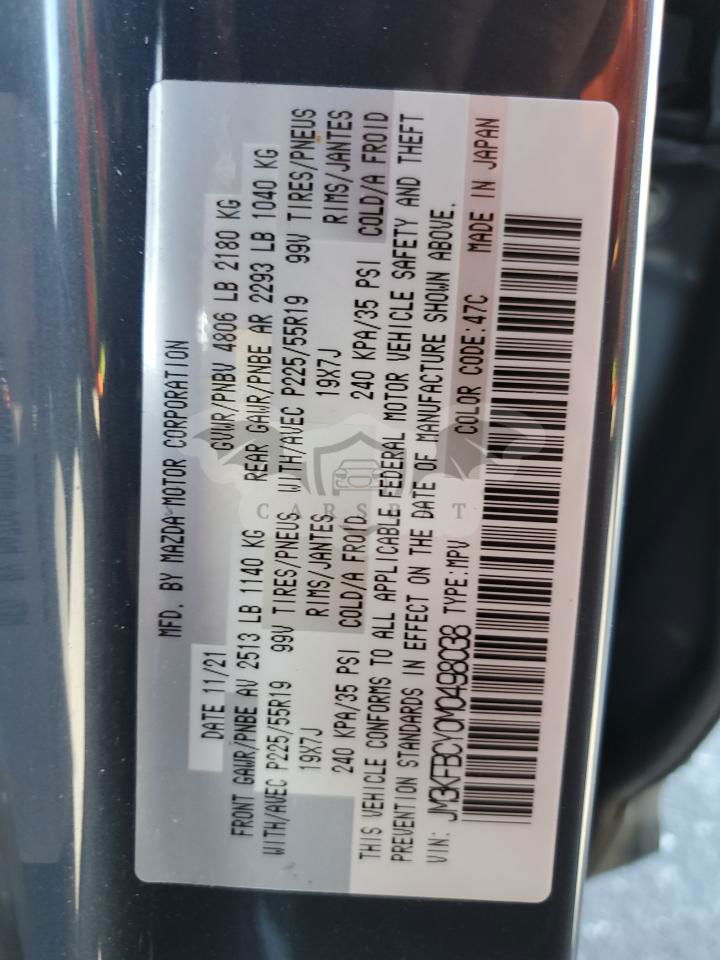 MFD. BY MAZDA MOTOR CORPORATION
DATE 11/21 GVWR/PNBV 4806 LB 2180 KG
FRONT GAWR/PNBE AV 2513 LB 1140 KG REAR GAWR/PNBE AR 2293 LB 1040 KG
WITH/AVEC P225/55R19 99V TIRES/PNEUS WITH/AVEC P225/55R19 99V TIRES/PNEUS
19X7J RIMS/JANTES 19X7J RIMS/JANTES
240 KPA/35 PSI COLD/A FROID 240 KPA/35 PSI COLD/A FROID
THIS VEHICLE CONFORMS TO ALL APPLICABLE FEDERAL MOTOR VEHICLE SAFETY AND THEFT
PREVENTION STANDARDS IN EFFECT ON THE DATE OF MANUFACTURE SHOWN ABOVE.
VIN: JM3KFBCY0M0498038 TYPE:MPV COLOR CODE:47C MADE IN JAPAN